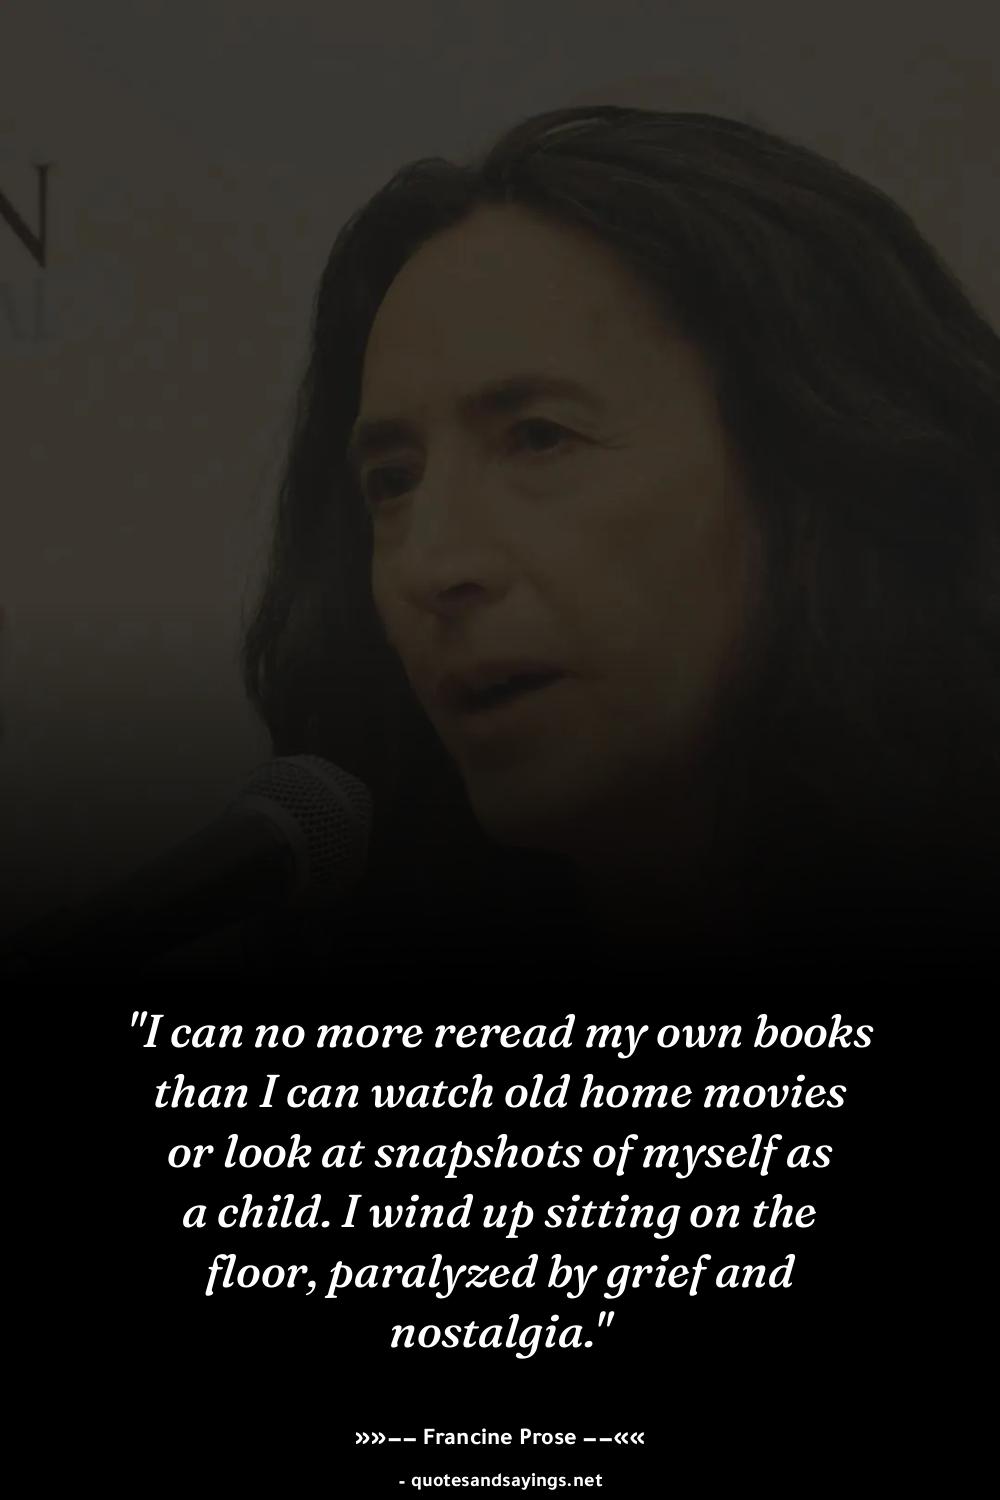 N
"I can no more reread my own books
than I can watch old home movies
or look at snapshots of myself as
a child. I wind up sitting on the
floor, paralyzed by grief and
nostalgia."
»»–– Francine Prose ––««
- quotesandsayings.net